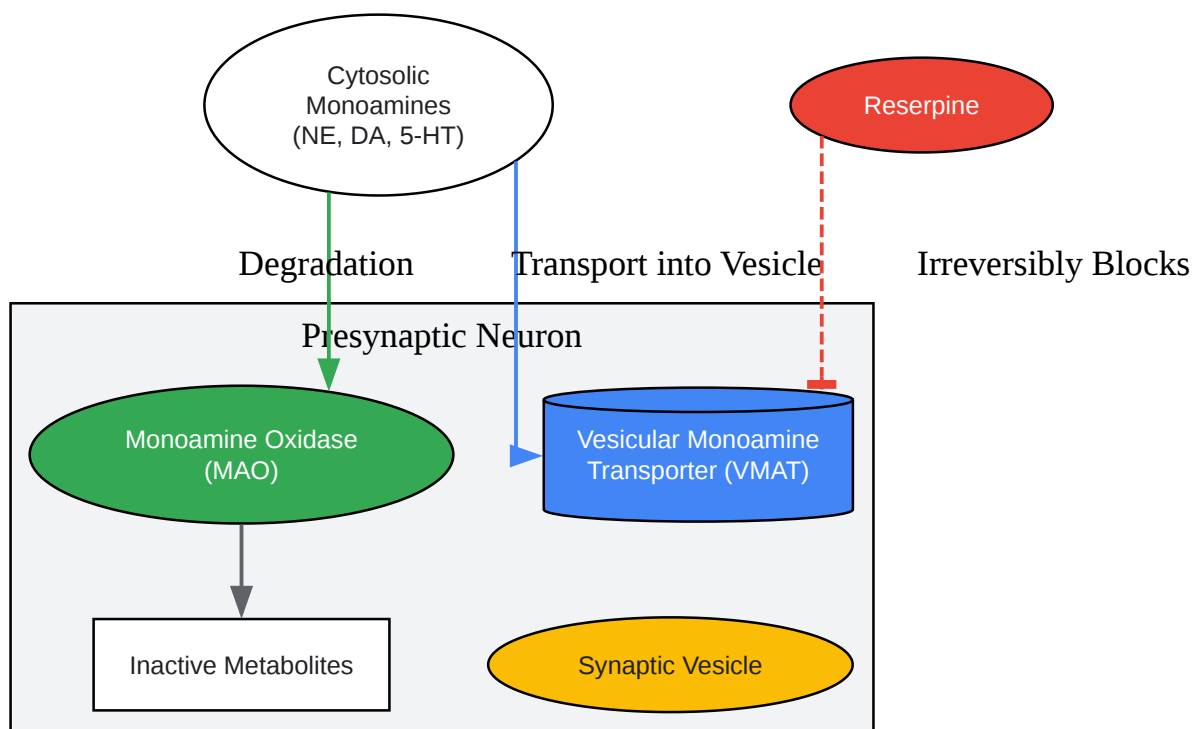 Cytosolic
Monoamines
(NE, DA, 5-HT)
Reserpine
Degradation
Transport into Vesicle
Irreversibly Blocks
Presynaptic Neuron
Monoamine Oxidase
(MAO)
Vesicular Monoamine
Transporter (VMAT)
Inactive Metabolites
Synaptic Vesicle